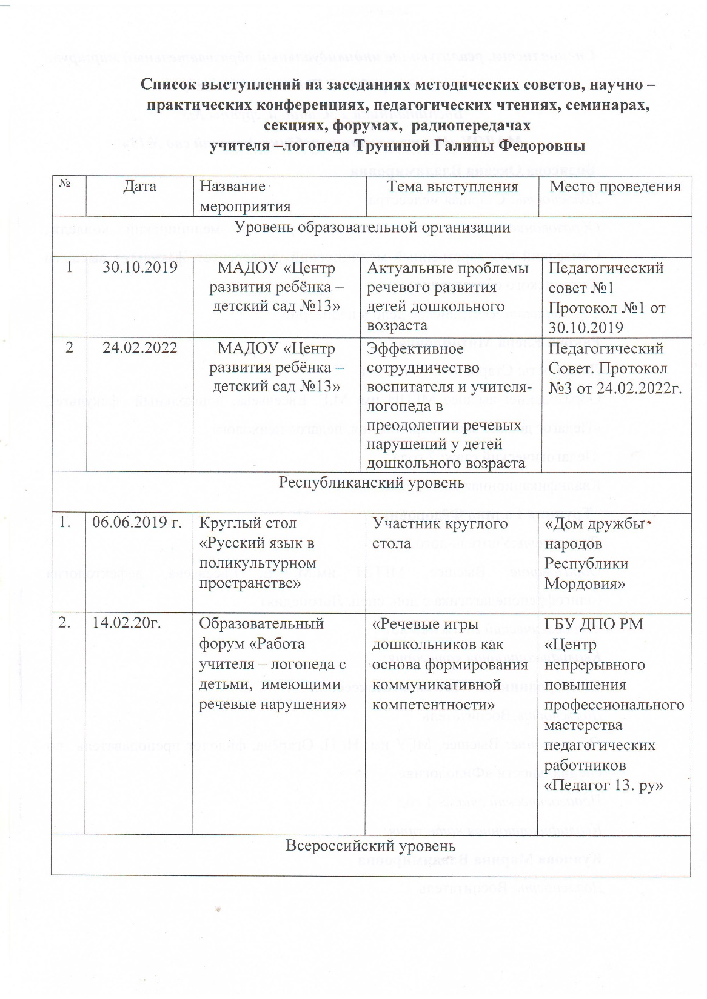 Список выступлений на заседаниях методических советов, научно –
практических конференциях, педагогических чтениях, семинарах,
секциях, форумах, радиопередачах
учителя –логопеда Труниной Галины Федоровны
№
Дата
Название
мероприятия
Тема выступления
Место проведения
Уровень образовательной организации
1
30.10.2019
МАДОУ «Центр
развития ребёнка –
детский сад №13»
Актуальные проблемы
речевого развития
детей дошкольного
возраста
Педагогический
совет №1
Протокол №1 от
30.10.2019
2
24.02.2022
МАДОУ «Центр
развития ребёнка –
детский сад №13»
Эффективное
сотрудничество
воспитателя и учителя-
логопеда в
преодолении речевых
нарушений у детей
дошкольного возраста
Педагогический
Совет. Протокол
№3 от 24.02.2022г.
Республиканский уровень
1.
06.06.2019 г.
Круглый стол
«Русский язык в
поликультурном
пространстве»
Участник круглого
стола
«Дом дружбы
народов
Республики
Мордовия»
2.
14.02.20г.
Образовательный
форум «Работа
учителя – логопеда с
детьми, имеющими
речевые нарушения»
«Речевые игры
дошкольников как
основа формирования
коммуникативной
компетентности»
ГБУ ДПО РМ
«Центр
непрерывного
повышения
профессионального
мастерства
педагогических
работников
«Педагог 13. ру»
Всероссийский уровень